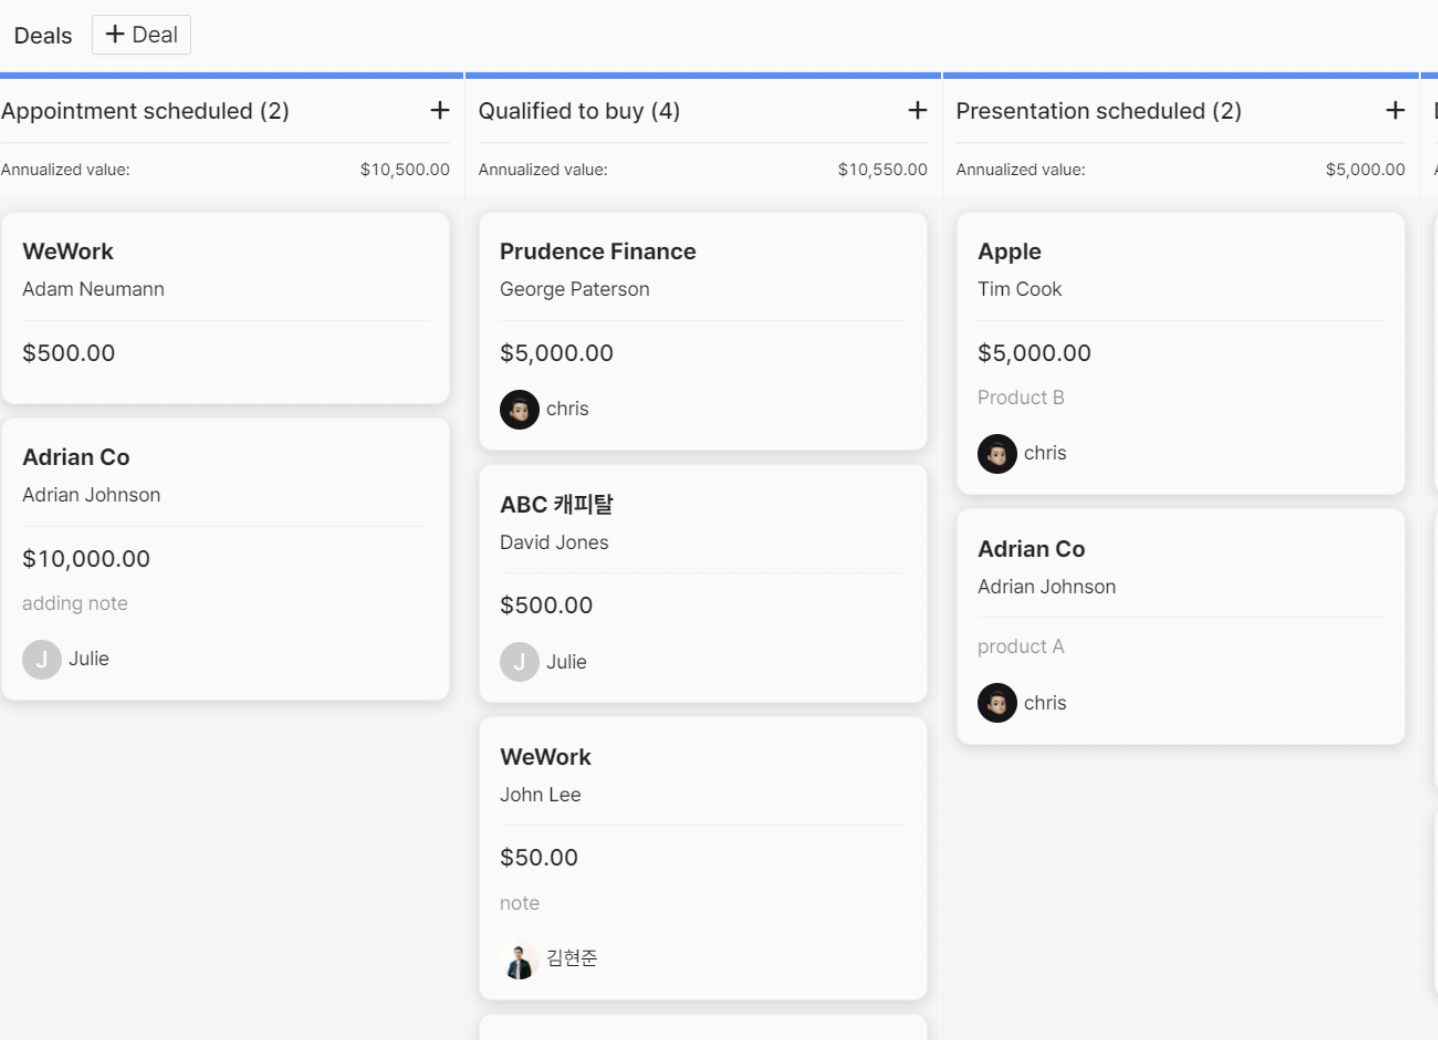 Deals
+ Deal
Appointment scheduled (2)
+
Annualized value:
$10,500.00
WeWork
Adam Neumann
$500.00
Adrian Co
Adrian Johnson
$10,000.00
adding note
J
Julie
Qualified to buy (4)
+
Annualized value:
$10,550.00
Prudence Finance
George Paterson
$5,000.00
chris
ABC 캐피탈
David Jones
$500.00
J
Julie
WeWork
John Lee
$50.00
note
김현준
Presentation scheduled (2)
+
Annualized value:
$5,000.00
Apple
Tim Cook
$5,000.00
Product B
chris
Adrian Co
Adrian Johnson
product A
chris